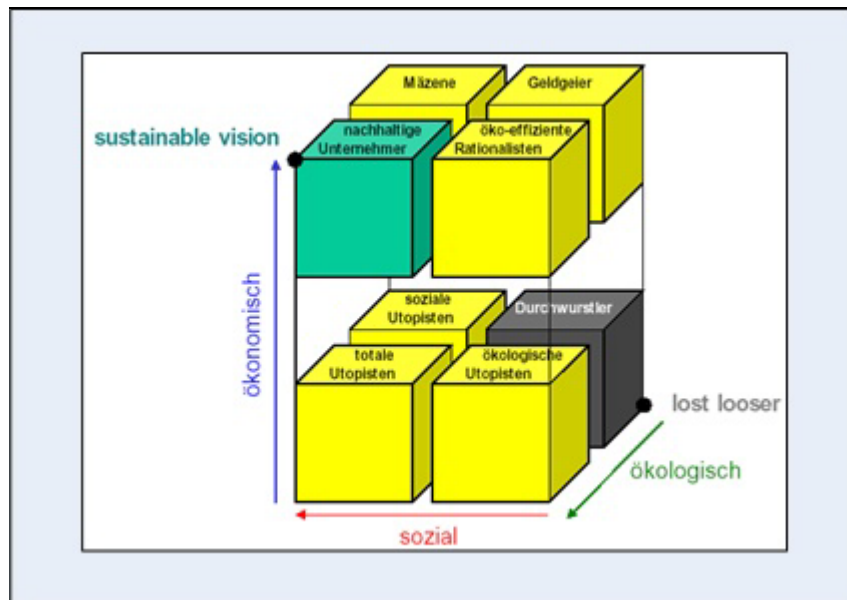 Mäzene
Geldgeier
sustainable vision
nachhaltige
Unternehmer
öko-effiziente
Rationalisten
ökonomisch
soziale
Utopisten
Durchwurstler
totale
Utopisten
ökologische
Utopisten
lost looser
ökologisch
sozial